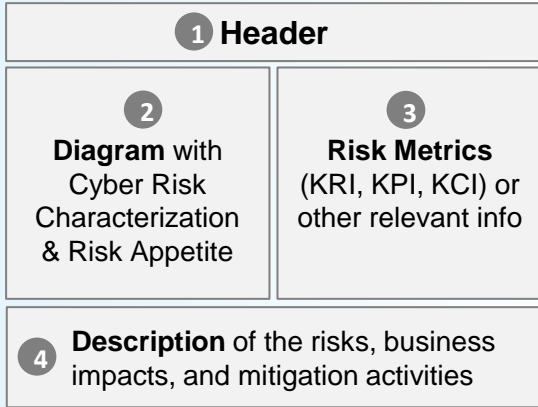 1 Header
2
Diagram with
Cyber Risk
Characterization
& Risk Appetite
3
Risk Metrics
(KRI, KPI, KCI) or
other relevant info
4 Description of the risks, business
impacts, and mitigation activities